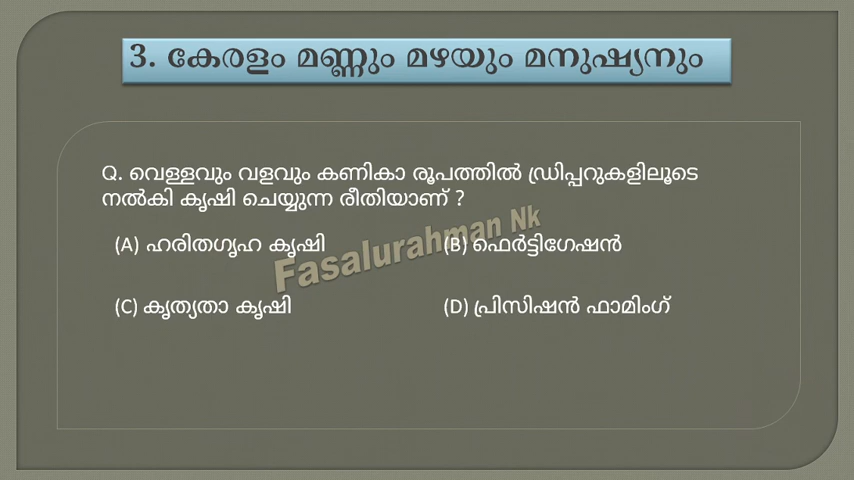 3. കേരളം മണ്ണും മഴയും മനുഷ്യനും
Q. വെള്ളവും വളവും കണികാ രൂപത്തിൽ ഡ്രിപ്പറുകളിലൂടെ
നൽകി കൃഷി ചെയ്യുന്ന രീതിയാണ് ?
(A) ഹരിതഗൃഹ കൃഷി (B) ഫെർട്ടിഗേഷൻ
Fasalurahman Nk
(C) കൃത്യതാ കൃഷി (D) പ്രിസിഷൻ ഫാമിംഗ്